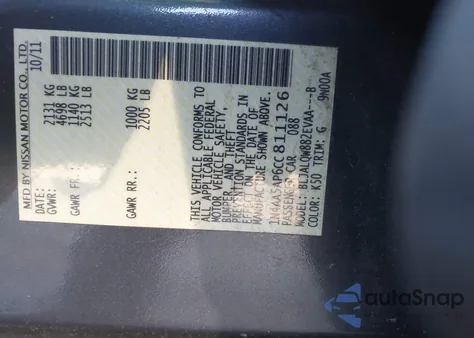 MFD. BY NISSAN MOTOR CO., LTD.
DATE: 10/11
GVWR: 2131 KG
4698 LB
GAWR FR.: 1140 KG
2513 LB
GAWR RR.: 1000 KG
2205 LB
THIS VEHICLE CONFORMS TO
ALL APPLICABLE FEDERAL
MOTOR VEHICLE SAFETY,
BUMPER, AND THEFT
PREVENTION STANDARDS IN
EFFECT ON THE DATE OF
MANUFACTURE SHOWN ABOVE.
1N4AA5AP6CC811126
PASSENGER CAR 088
MODEL: BLJALQWB82EVAA---B
COLOR: K50 TRIM: G 9N00A
autoSnap